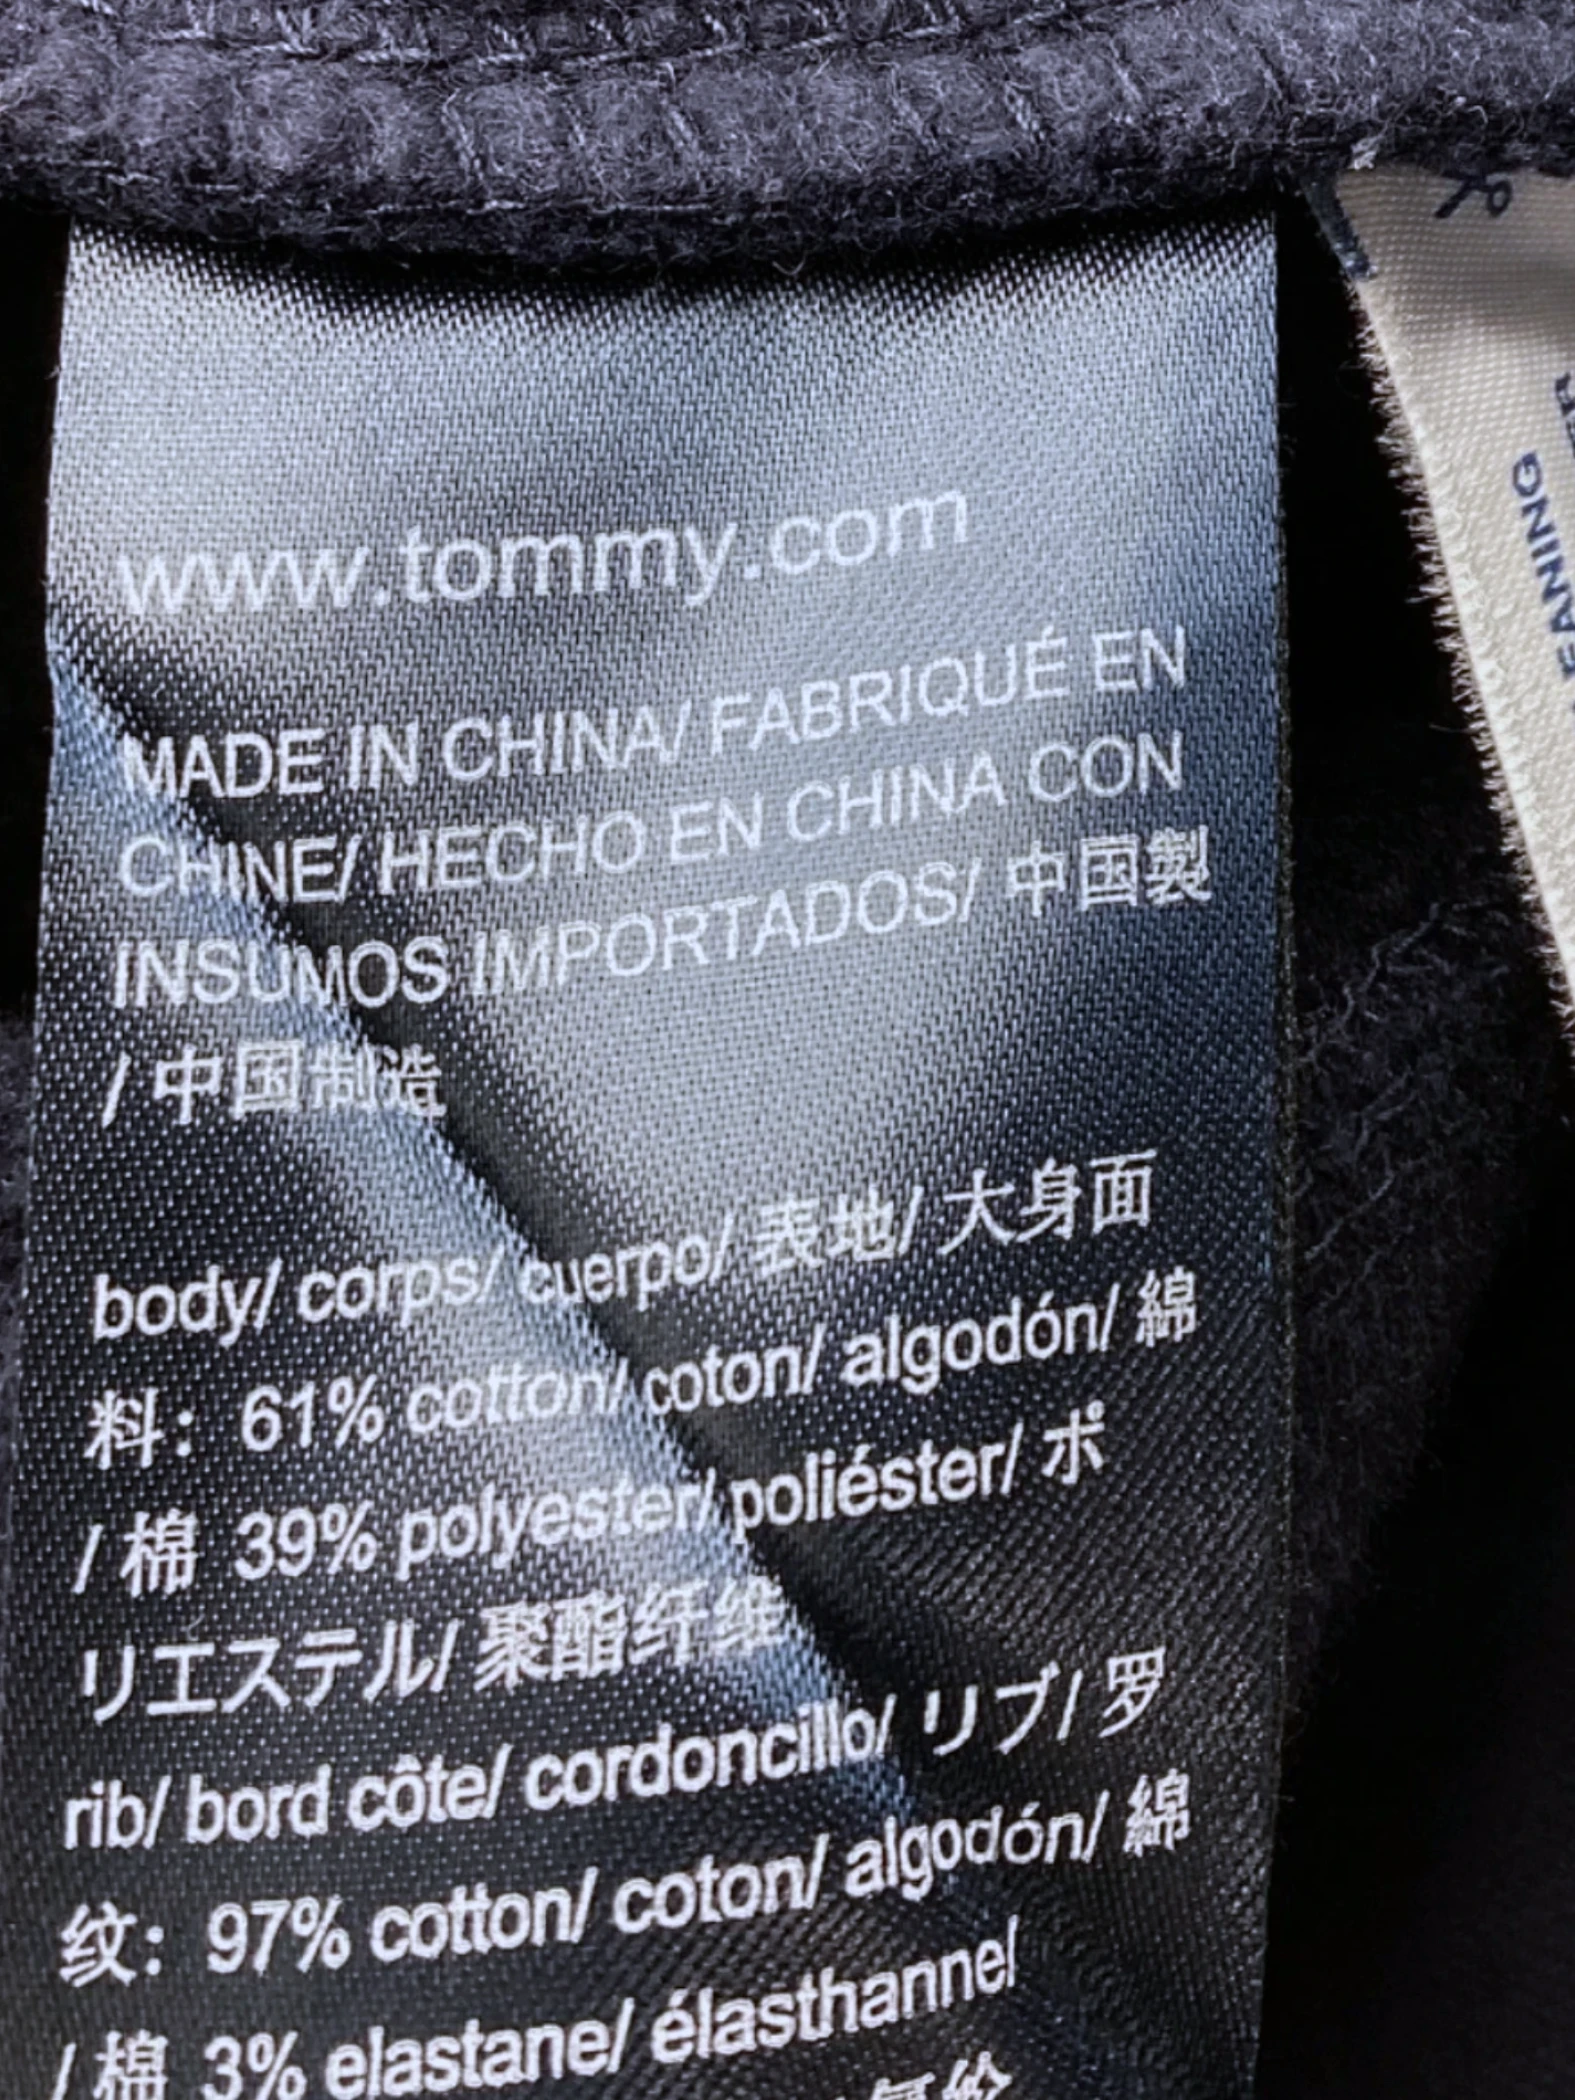 www.tommy.com
MADE IN CHINA/ FABRIQUÉ EN
CHINE/ HECHO EN CHINA CON
INSUMOS IMPORTADOS/ 中国製
/ 中国制造
body/ corps/ cuerpo/ 表地/ 大身面
料: 61% cotton/ coton/ algodón/ 綿
/ 棉 39% polyester/ poliéster/ ポ
リエステル/ 聚酯纤维
rib/ bord côte/ cordoncillo/ リブ/ 罗
纹: 97% cotton/ coton/ algodón/ 綿
/ 棉 3% elastane/ élasthanne/